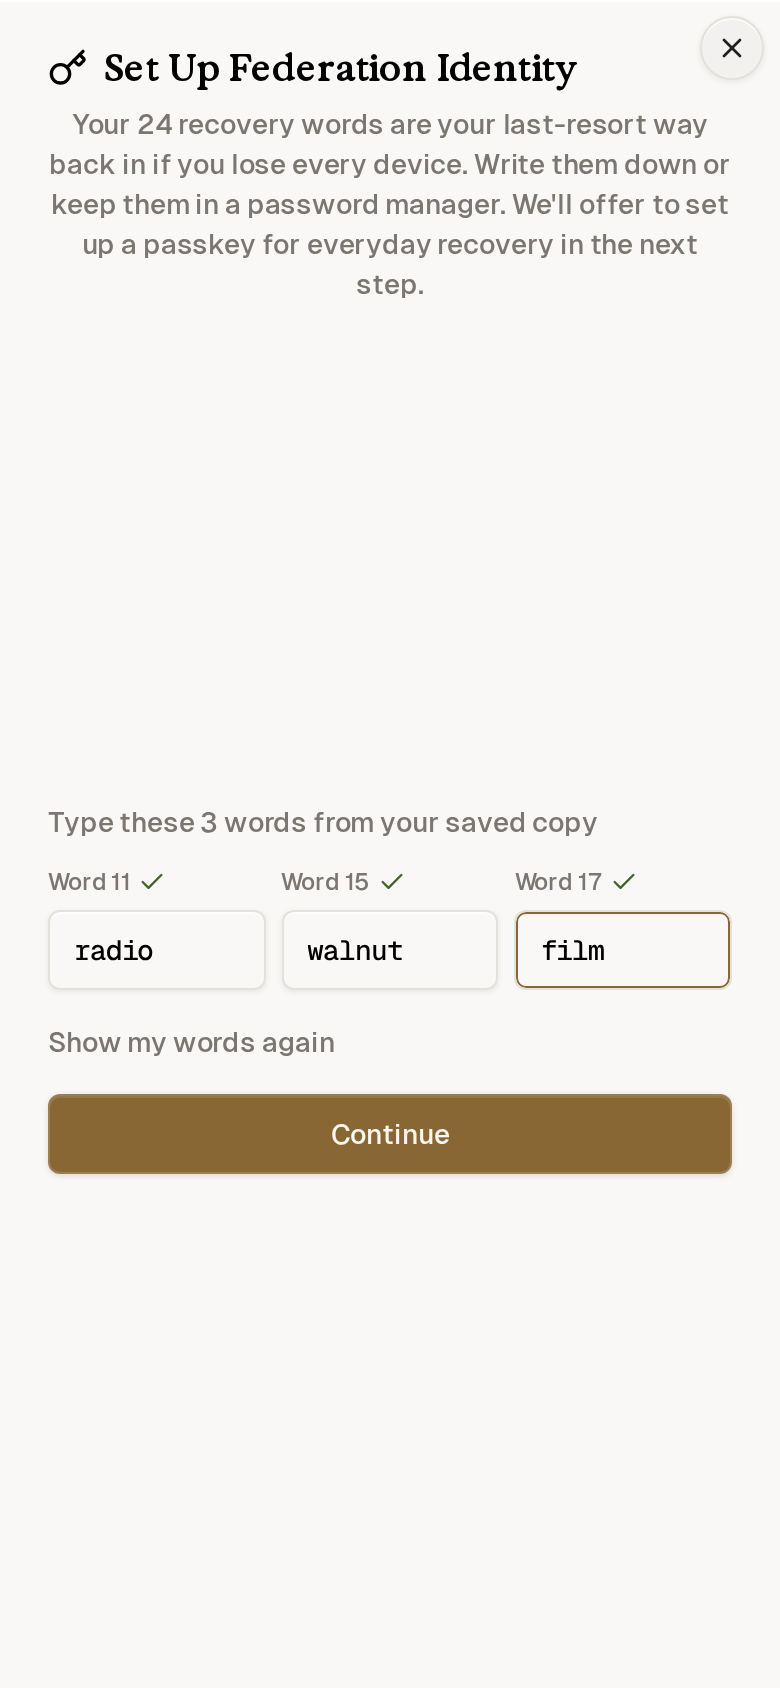 Set Up Federation Identity
Your 24 recovery words are your last-resort way
back in if you lose every device. Write them down or
keep them in a password manager. We'll offer to set
up a passkey for everyday recovery in the next
step.
Type these 3 words from your saved copy
Word 11 Word 15 Word 17
radio walnut film
Show my words again
Continue